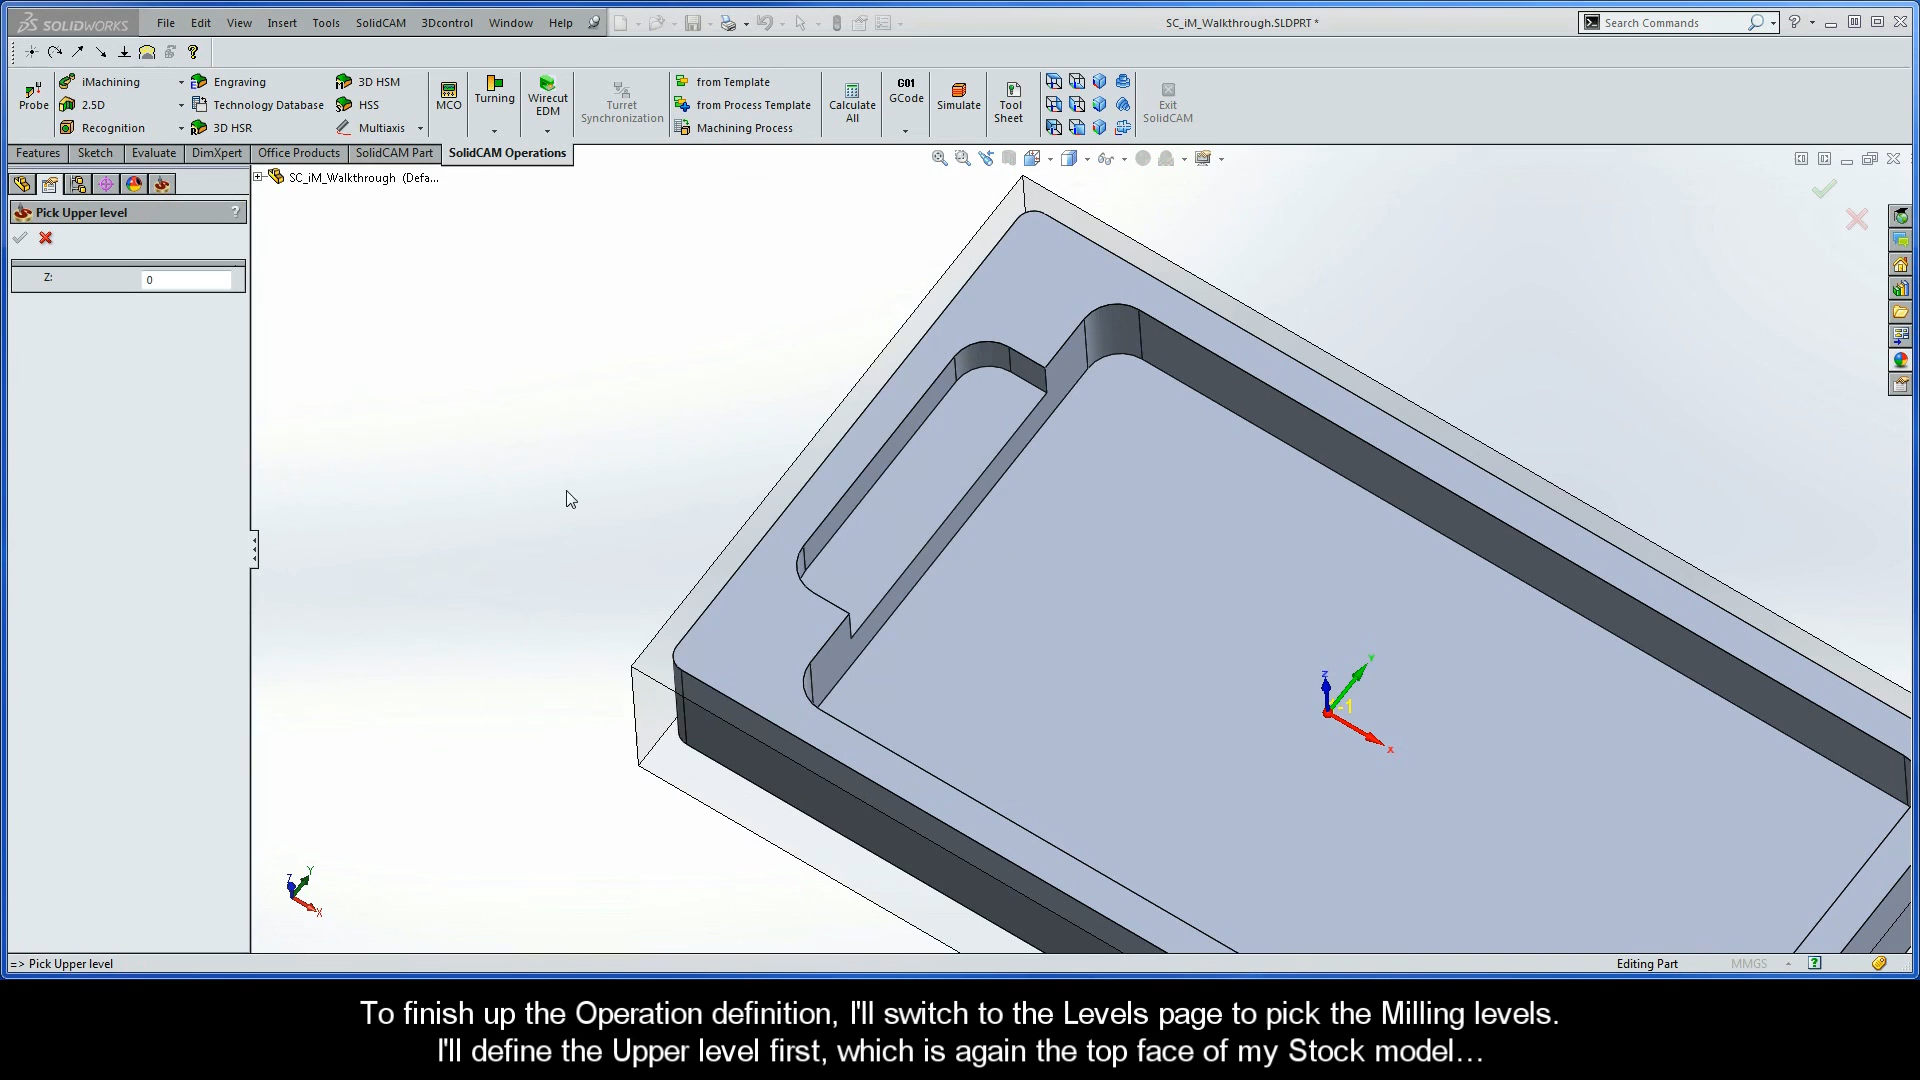 SOLIDWORKS File Edit View Insert Tools SolidCAM 3Dcontrol Window Help SC_iM_Walkthrough.SLDPRT * Search Commands
Probe iMachining Engraving 3D HSM MCO Turning Wirecut EDM Turret Synchronization from Template Calculate All G01 GCode Simulate Tool Sheet Exit SolidCAM
2.5D Technology Database HSS from Process Template
Recognition 3D HSR Multiaxis Machining Process
Features Sketch Evaluate DimXpert Office Products SolidCAM Part SolidCAM Operations
SC_iM_Walkthrough (Defa...
Pick Upper level ?
Z: 0
Z Y X -1
Z Y X
=> Pick Upper level Editing Part MMGS
To finish up the Operation definition, I'll switch to the Levels page to pick the Milling levels.
I'll define the Upper level first, which is again the top face of my Stock model...